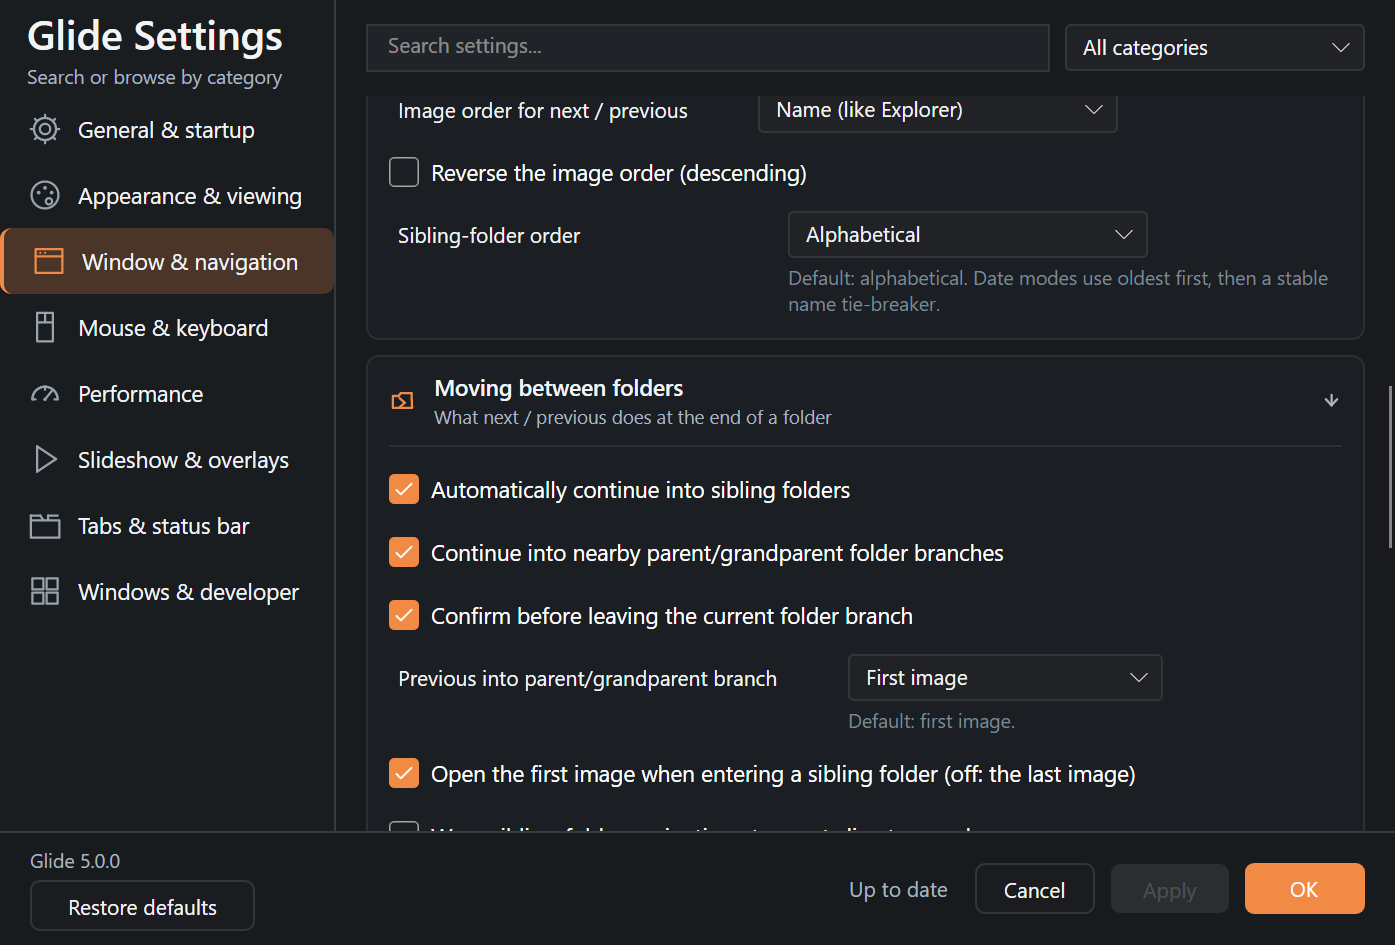 Glide Settings
Search or browse by category
General & startup
Appearance & viewing
Window & navigation
Mouse & keyboard
Performance
Slideshow & overlays
Tabs & status bar
Windows & developer
Search settings...
All categories
Image order for next / previous
Name (like Explorer)
Reverse the image order (descending)
Sibling-folder order
Alphabetical
Default: alphabetical. Date modes use oldest first, then a stable
name tie-breaker.
Moving between folders
What next / previous does at the end of a folder
Automatically continue into sibling folders
Continue into nearby parent/grandparent folder branches
Confirm before leaving the current folder branch
Previous into parent/grandparent branch
First image
Default: first image.
Open the first image when entering a sibling folder (off: the last image)
Glide 5.0.0
Restore defaults
Up to date
Cancel
Apply
OK